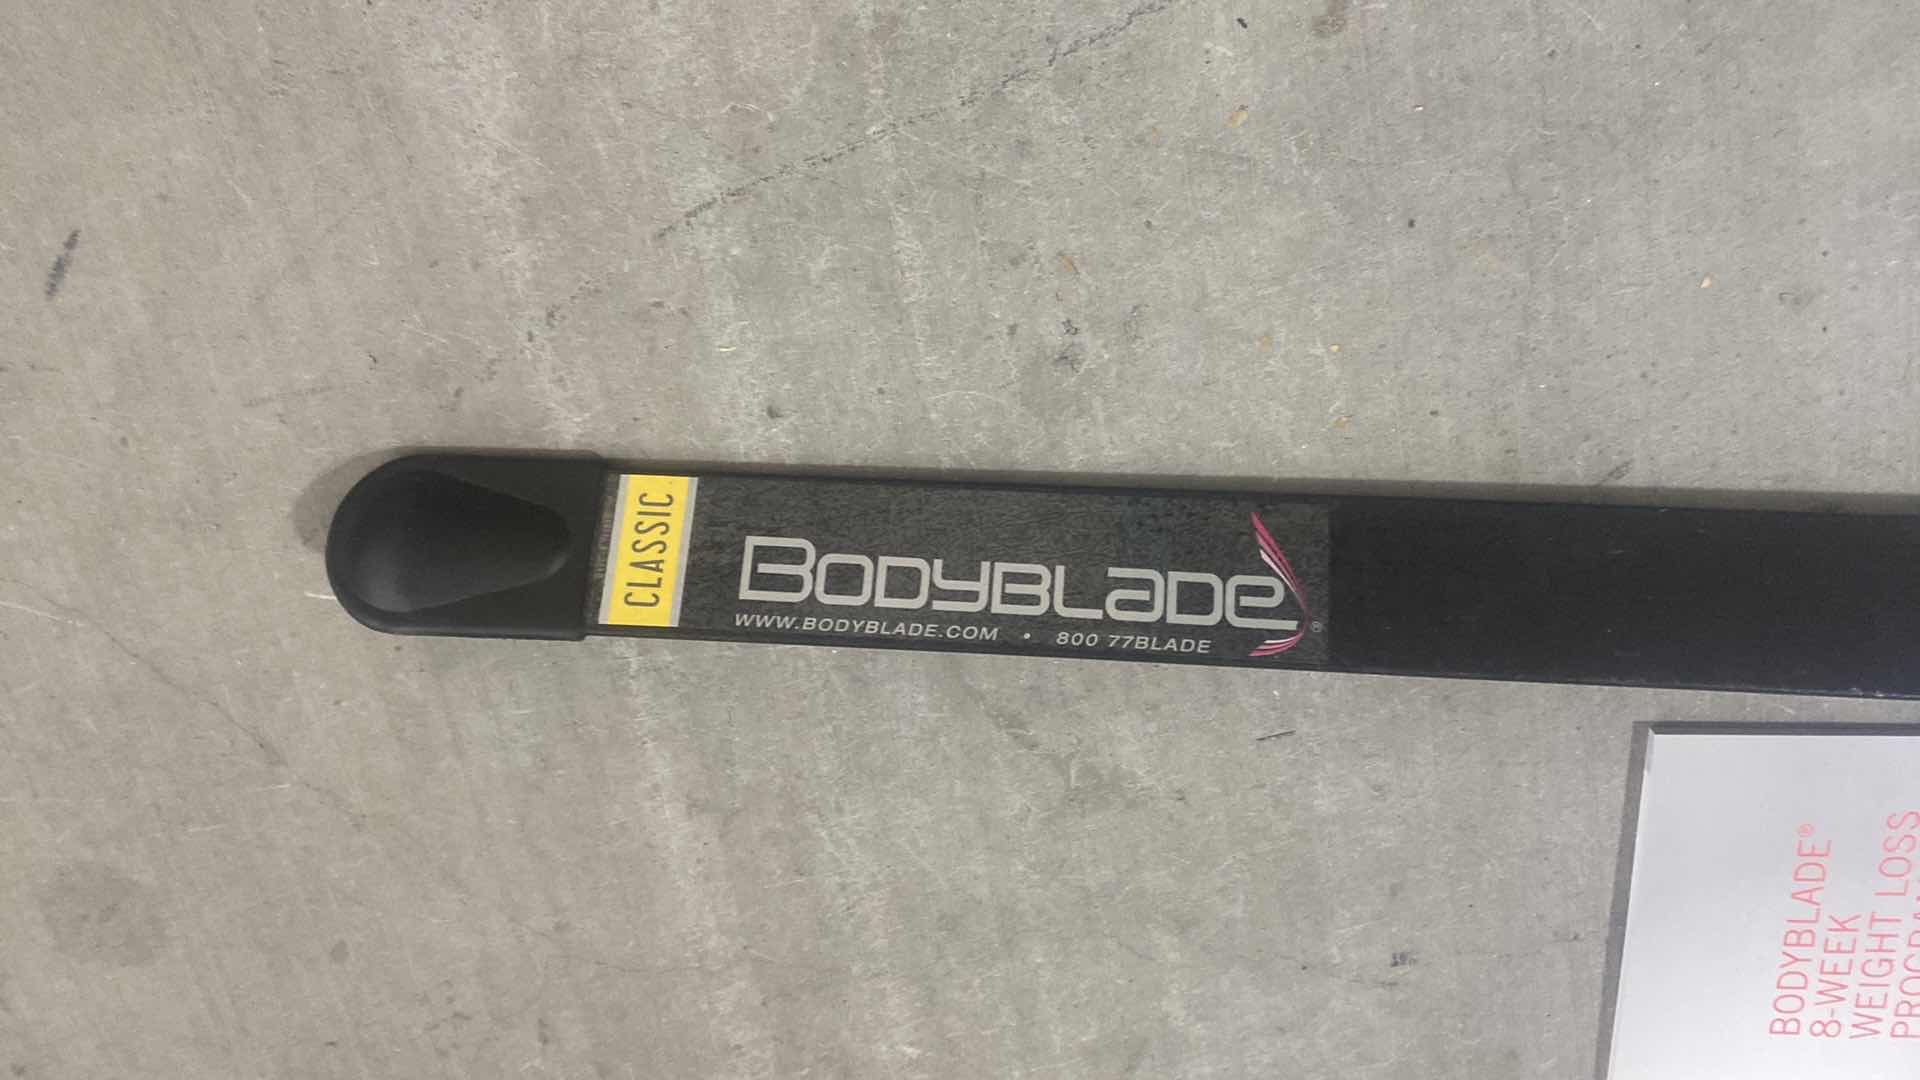 CLASSIC
BODYBLADE®
WWW.BODYBLADE.COM • 800 77BLADE
BODYBLADE®
8-WEEK
WEIGHT LOSS